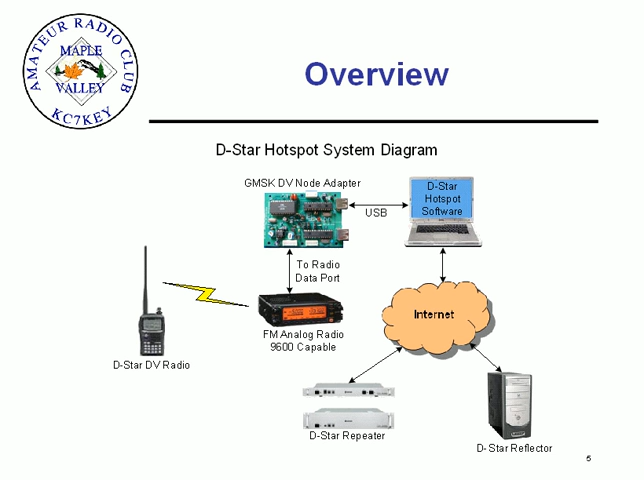 AMATEUR RADIO CLUB
MAPLE
VALLEY
KC7KEY
Overview
D-Star Hotspot System Diagram
GMSK DV Node Adapter
D-Star
Hotspot
Software
USB
To Radio
Data Port
Internet
FM Analog Radio
9600 Capable
D-Star DV Radio
D-Star Repeater
D- Star Reflector
5